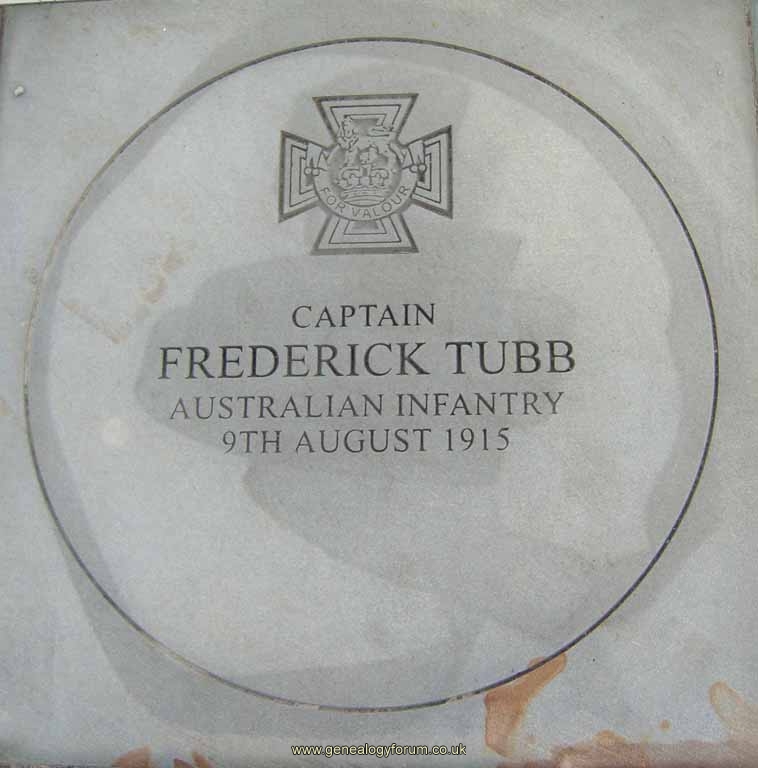 FOR VALOUR
CAPTAIN
FREDERICK TUBB
AUSTRALIAN INFANTRY
9TH AUGUST 1915
www.genealogyforum.co.uk